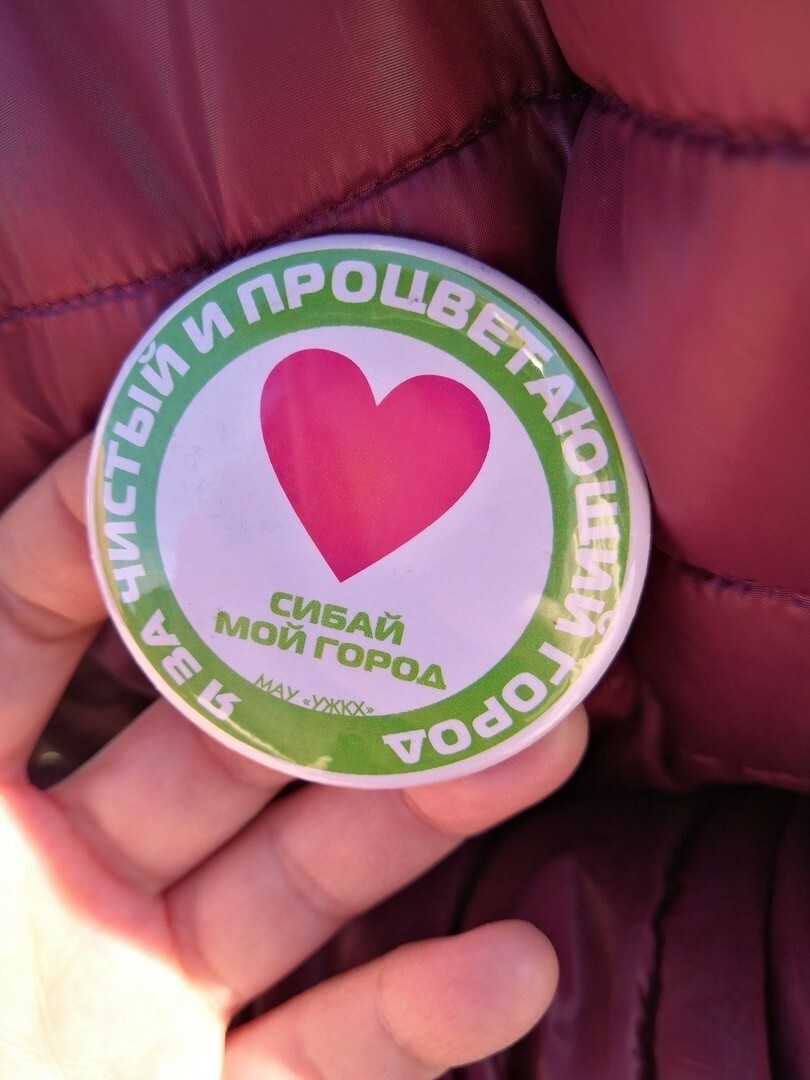 Я ЗА ЧИСТЫЙ И ПРОЦВЕТАЮЩИЙ ГОРОД
СИБАЙ
МОЙ ГОРОД
МАУ «УЖКХ»